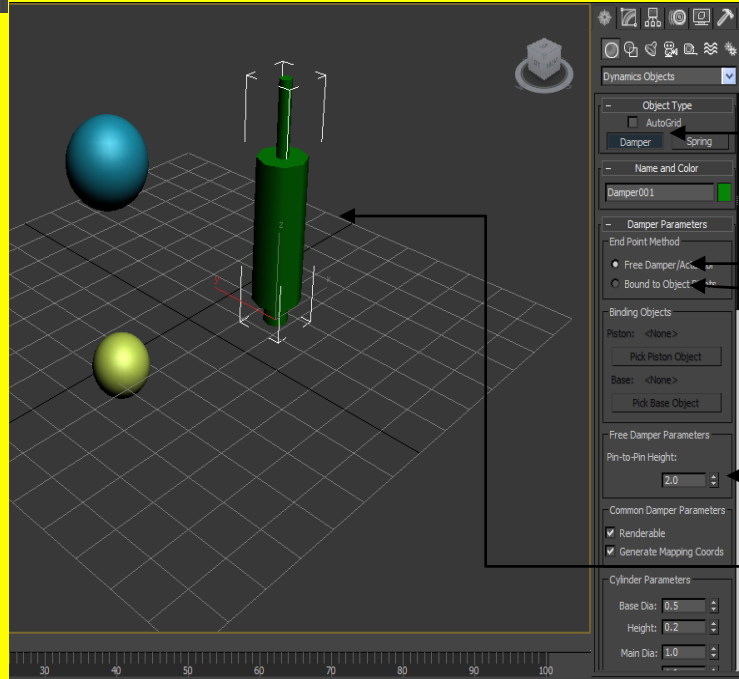 Dynamics Objects
Object Type
AutoGrid
Damper Spring
Name and Color
Damper001
Damper Parameters
End Point Method
Free Damper/
Bound to Object
Binding Objects
Piston: <None>
Pick Piston Object
Base: <None>
Pick Base Object
Free Damper Parameters
Pin-to-Pin Height:
2.0
Common Damper Parameters
Renderable
Generate Mapping Coords
Cylinder Parameters
Base Dia: 0.5
Height: 0.2
Main Dia: 1.0
z
y
x
30 40 50 60 70 80 90 100